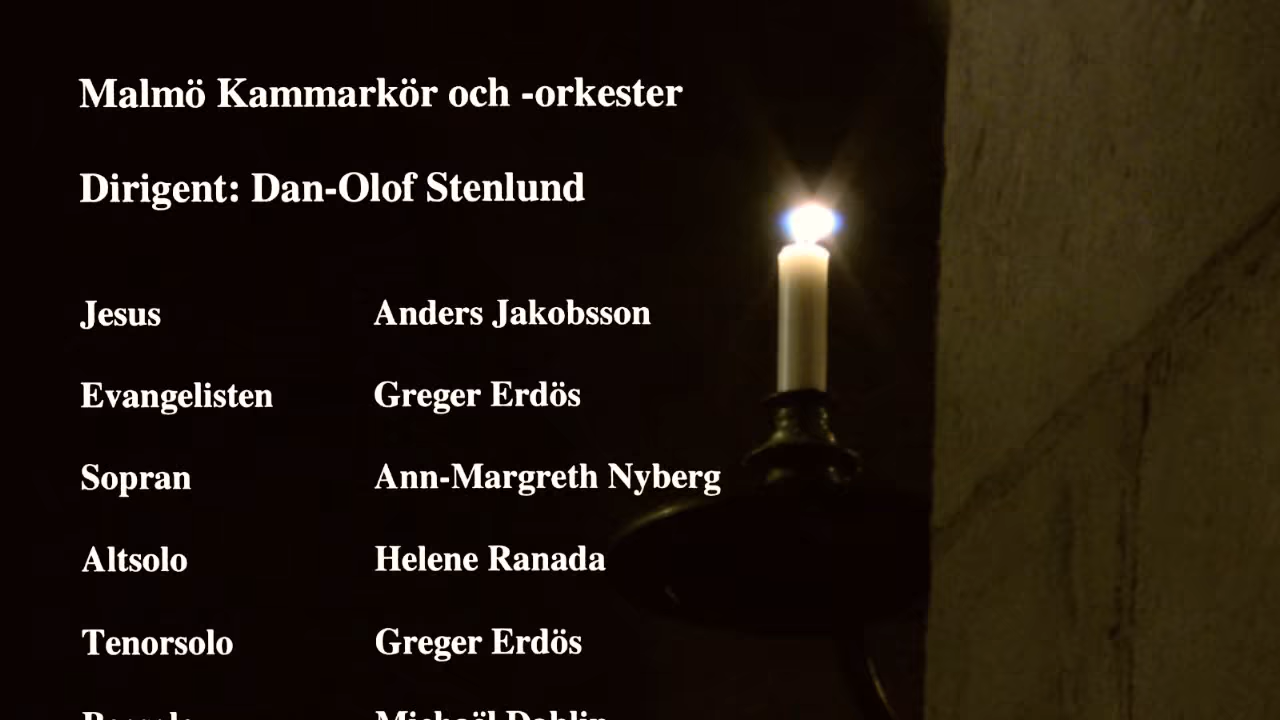 Malmö Kammarkör och -orkester
Dirigent: Dan-Olof Stenlund
Jesus Anders Jakobsson
Evangelisten Greger Erdös
Sopran Ann-Margreth Nyberg
Altsolo Helene Ranada
Tenorsolo Greger Erdös